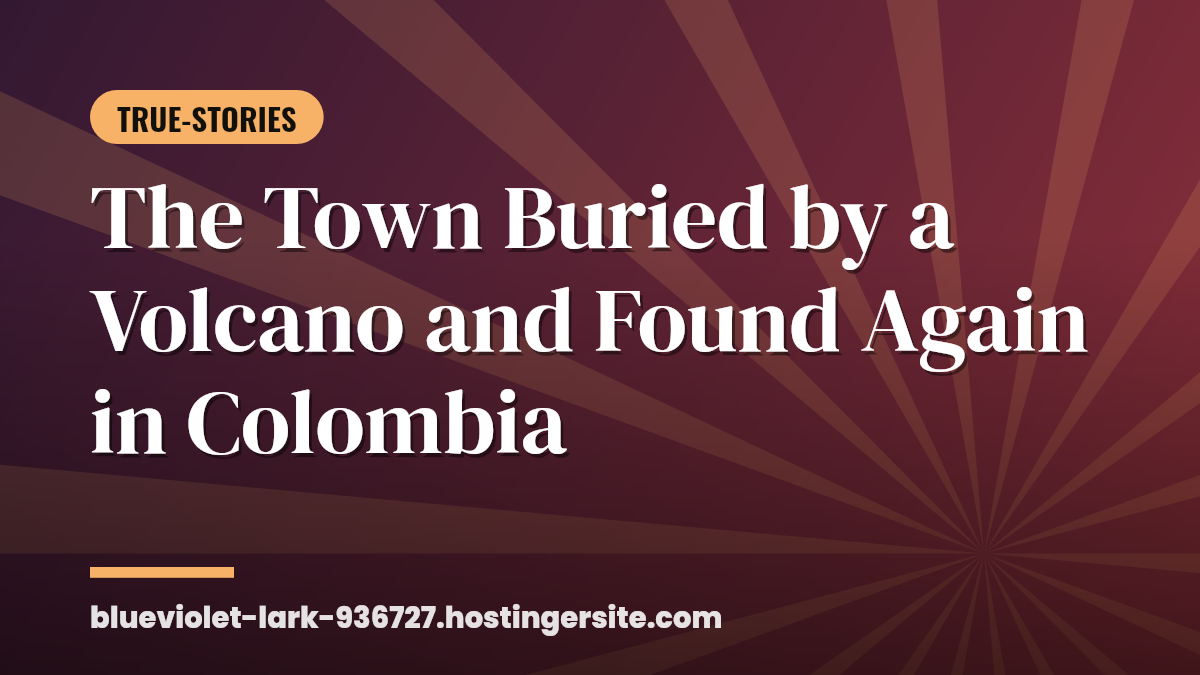 TRUE-STORIES
The Town Buried by a
Volcano and Found Again
in Colombia
blueviolet-lark-936727.hostingersite.com